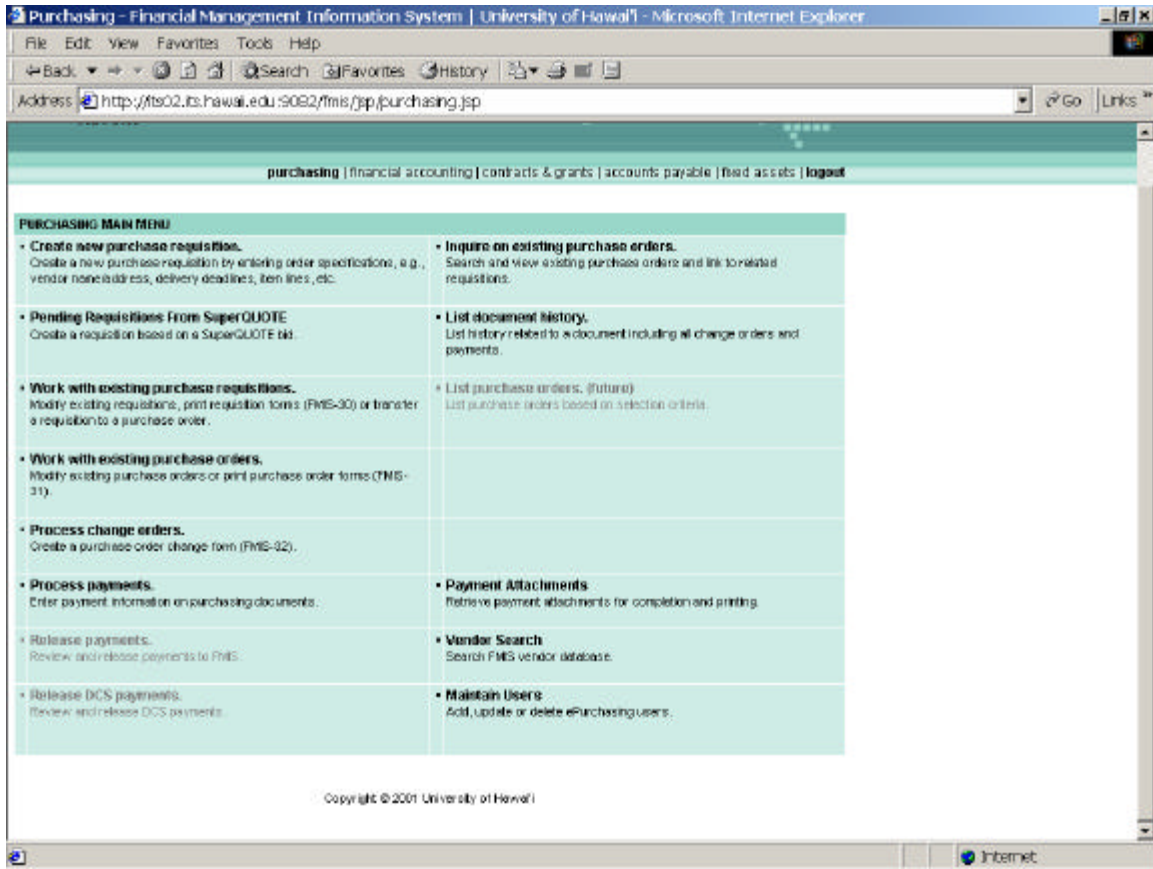 Purchasing - Financial Management Information System | University of Hawai'i - Microsoft Internet Explorer
File Edit View Favorites Tools Help
Back Search Favorites History
Address http://fts02.its.hawaii.edu:9082/fmis/jsp/purchasing.jsp Go Links »
purchasing | financial accounting | contracts & grants | accounts payable | fixed assets | logout
PURCHASING MAIN MENU
• Create new purchase requisition.
Create a new purchase requisition by entering order specifications, e.g.,
vendor name/address, delivery deadlines, item lines, etc.
• Inquire on existing purchase orders.
Search and view existing purchase orders and link to related
requisitions.
• Pending Requisitions From SuperQUOTE
Create a requisition based on a SuperQUOTE bid.
• List document history.
List history related to a document including all change orders and
payments.
• Work with existing purchase requisitions.
Modify existing requisitions, print requisition forms (FMIS-30) or transfer
a requisition to a purchase order.
• List purchase orders. (future)
List purchase orders based on selection criteria.
• Work with existing purchase orders.
Modify existing purchase orders or print purchase order forms (FMIS-
31).
• Process change orders.
Create a purchase order change form (FMIS-32).
• Process payments.
Enter payment information on purchasing documents.
• Payment Attachments
Retrieve payment attachments for completion and printing.
• Release payments.
Review and release payments to FMIS.
• Vendor Search
Search FMIS vendor database.
• Release DCS payments.
Review and release DCS payments.
• Maintain Users
Add, update or delete ePurchasing users.
Copyright © 2001 University of Hawai'i
Internet